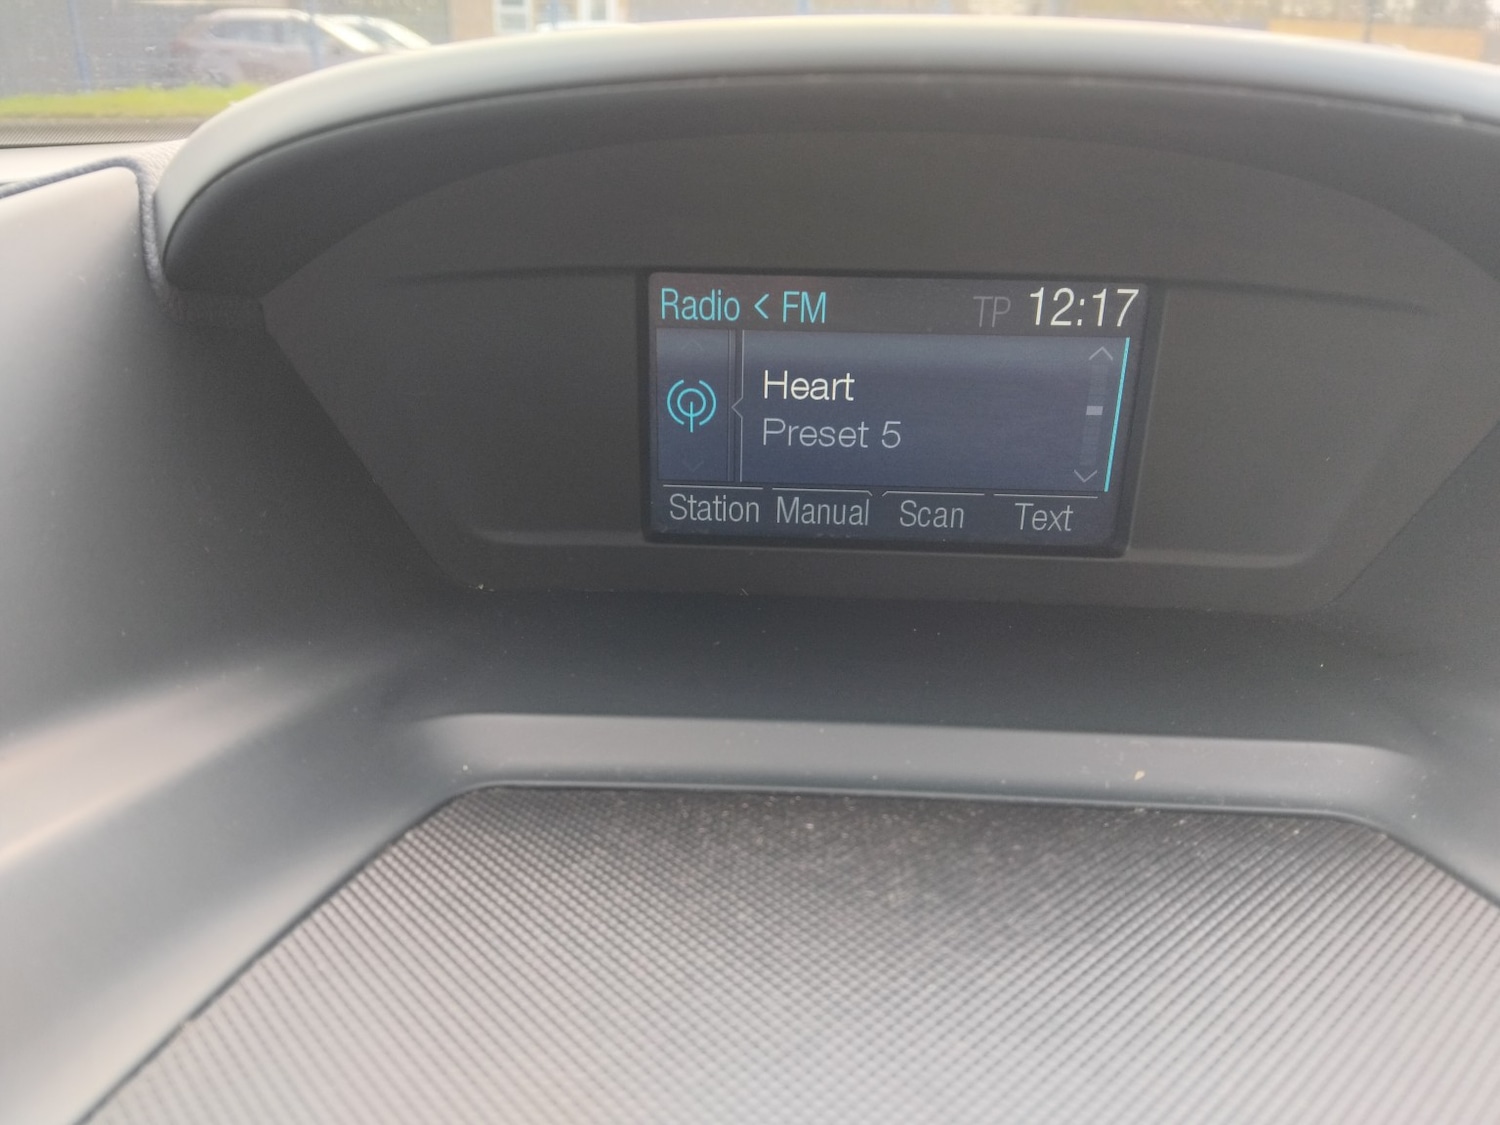 Radio < FM TP 12:17
Heart
Preset 5
Station Manual Scan Text